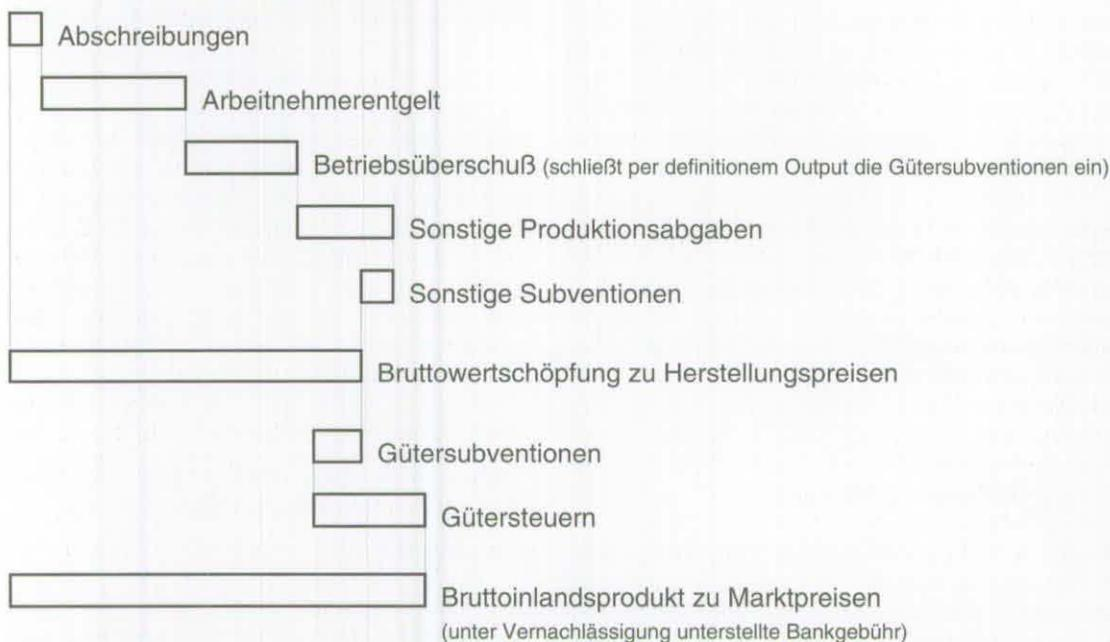 Abschreibungen
Arbeitnehmerentgelt
Betriebsüberschuß (schließt per definitionem Output die Gütersubventionen ein)
Sonstige Produktionsabgaben
Sonstige Subventionen
Bruttowertschöpfung zu Herstellungspreisen
Gütersubventionen
Gütersteuern
Bruttoinlandsprodukt zu Marktpreisen
(unter Vernachlässigung unterstellte Bankgebühr)